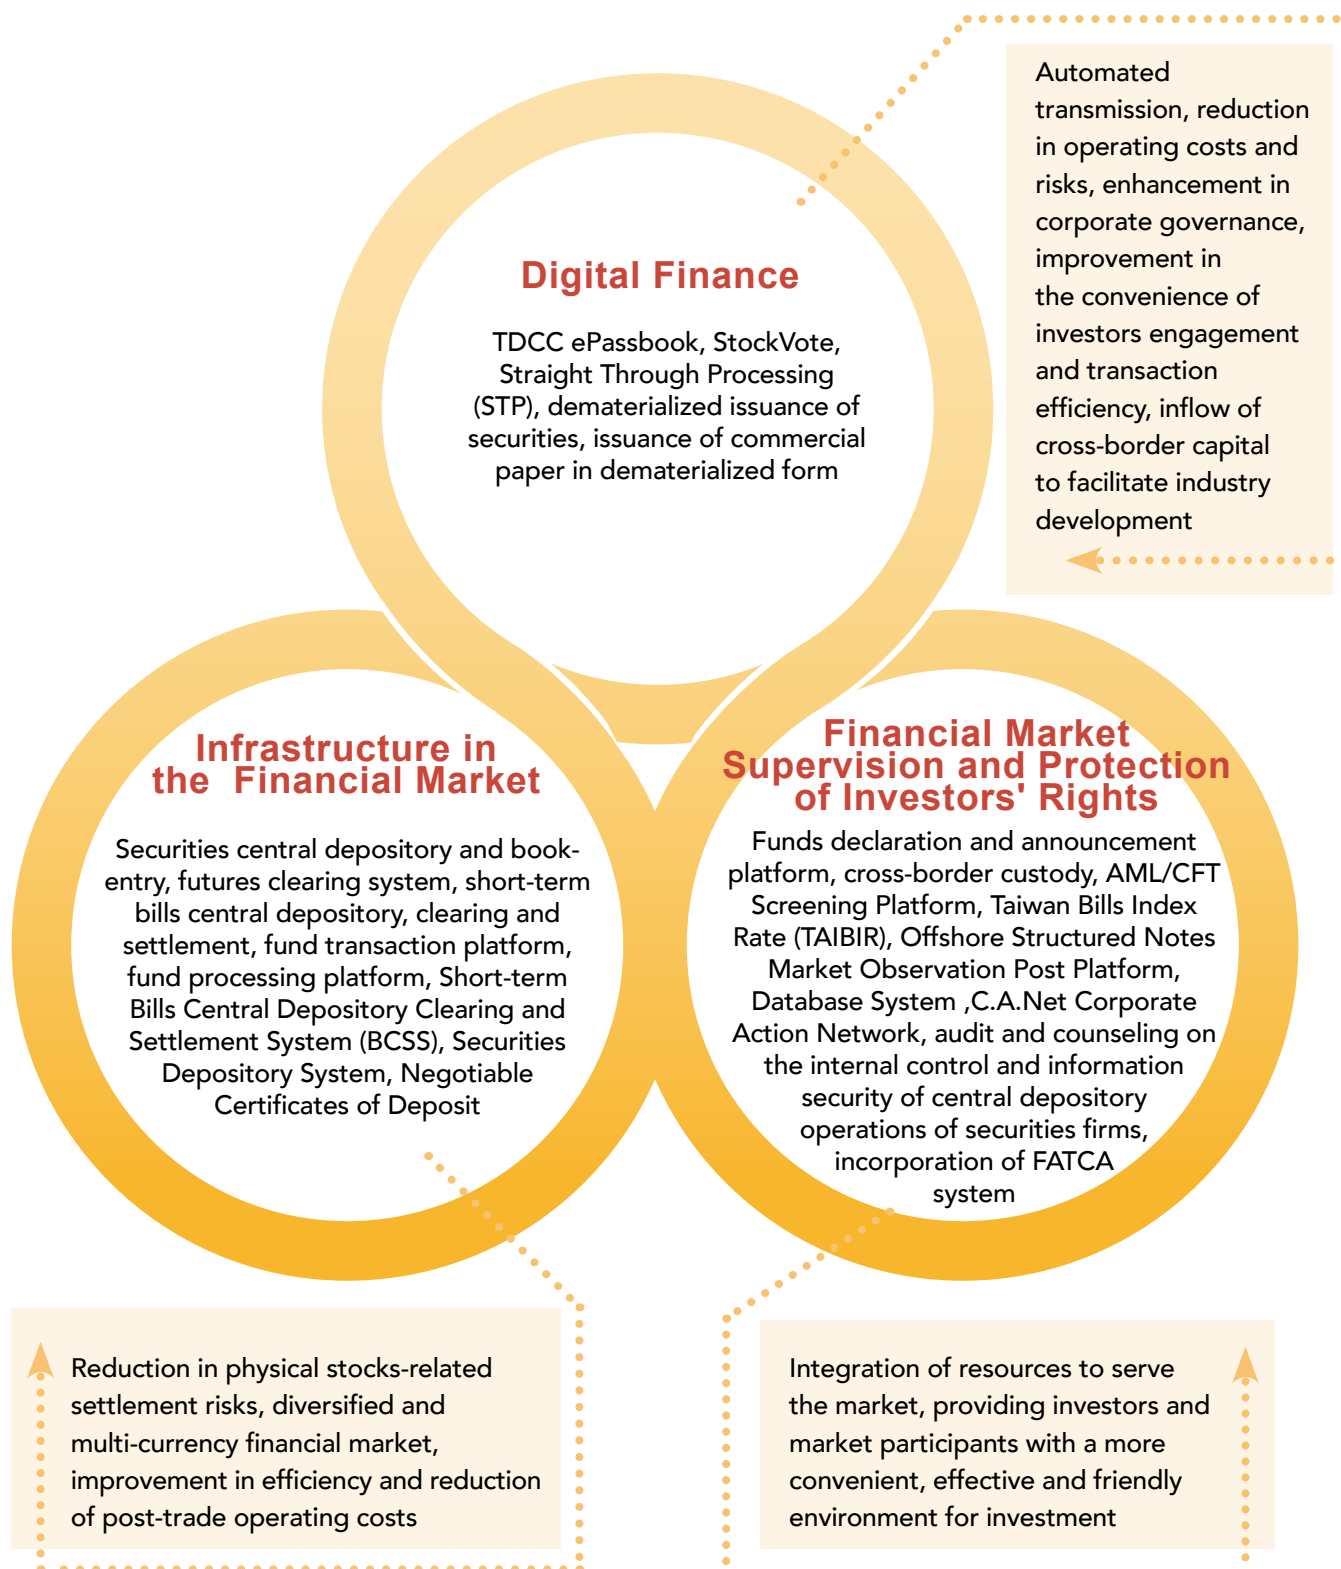 Automated
transmission, reduction
in operating costs and
risks, enhancement in
corporate governance,
improvement in
the convenience of
investors engagement
and transaction
efficiency, inflow of
cross-border capital
to facilitate industry
development
Digital Finance
TDCC ePassbook, StockVote,
Straight Through Processing
(STP), dematerialized issuance of
securities, issuance of commercial
paper in dematerialized form
Infrastructure in
the Financial Market
Securities central depository and book-
entry, futures clearing system, short-term
bills central depository, clearing and
settlement, fund transaction platform,
fund processing platform, Short-term
Bills Central Depository Clearing and
Settlement System (BCSS), Securities
Depository System, Negotiable
Certificates of Deposit
Financial Market
Supervision and Protection
of Investors' Rights
Funds declaration and announcement
platform, cross-border custody, AML/CFT
Screening Platform, Taiwan Bills Index
Rate (TAIBIR), Offshore Structured Notes
Market Observation Post Platform,
Database System ,C.A.Net Corporate
Action Network, audit and counseling on
the internal control and information
security of central depository
operations of securities firms,
incorporation of FATCA
system
Reduction in physical stocks-related
settlement risks, diversified and
multi-currency financial market,
improvement in efficiency and reduction
of post-trade operating costs
Integration of resources to serve
the market, providing investors and
market participants with a more
convenient, effective and friendly
environment for investment